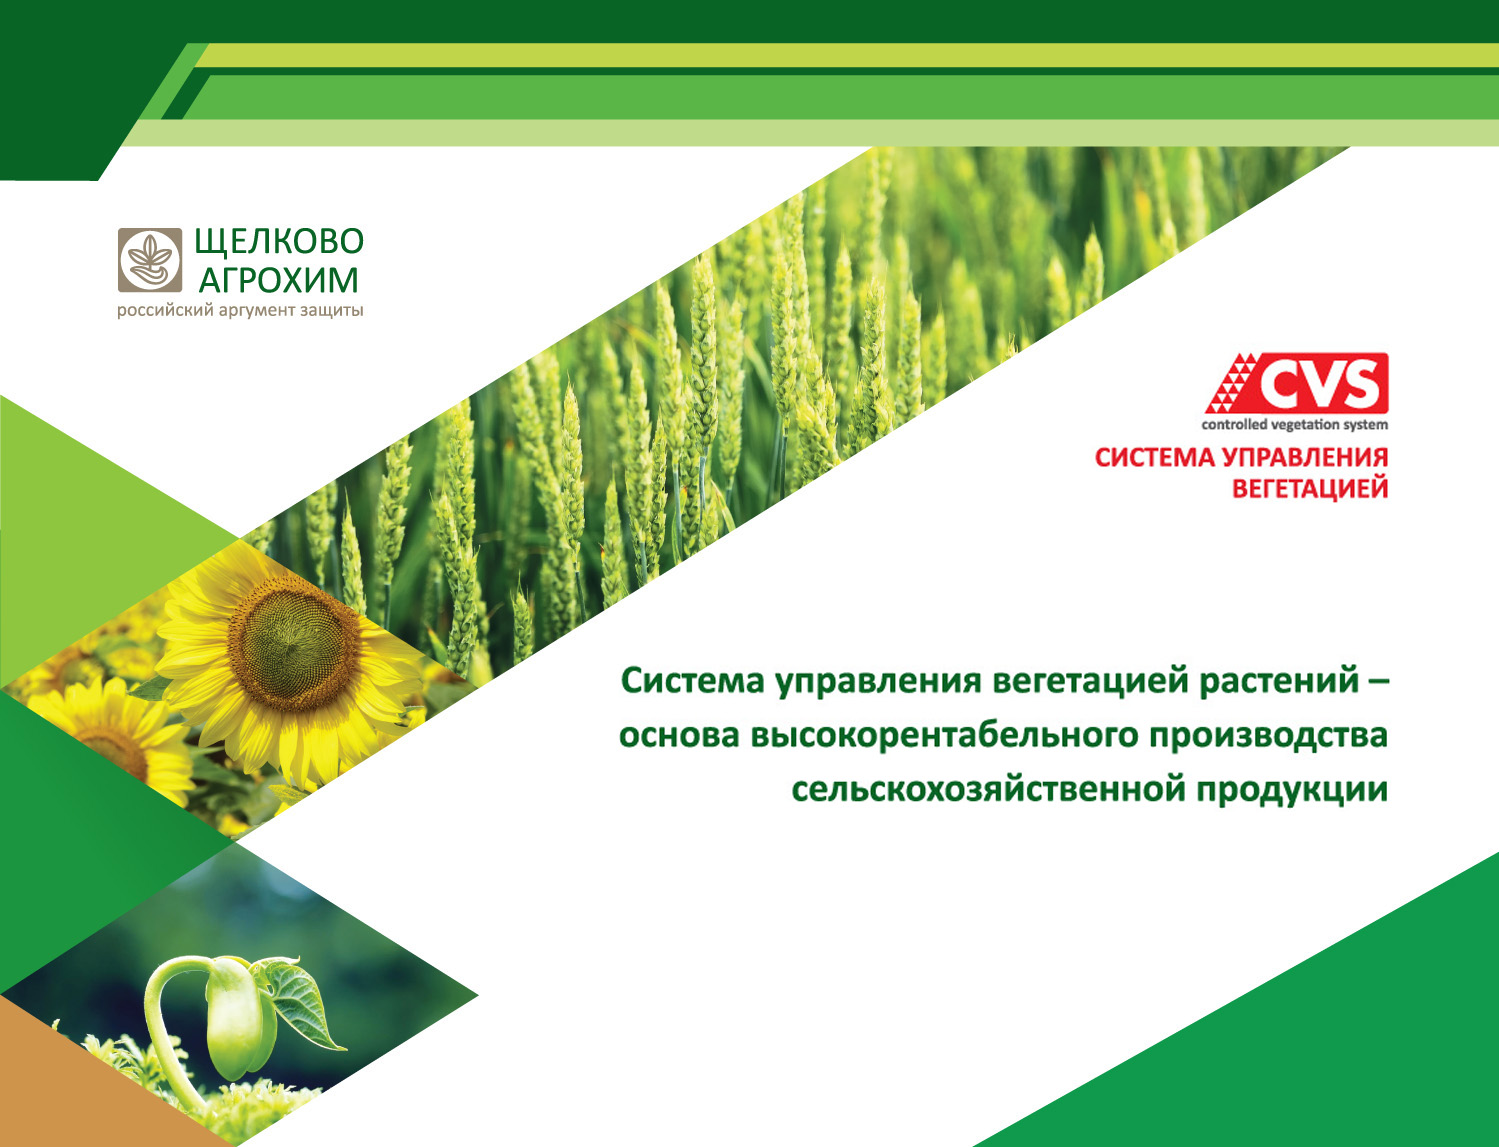 ЩЕЛКОВО
АГРОХИМ
российский аргумент защиты
CVS
controlled vegetation system
СИСТЕМА УПРАВЛЕНИЯ
ВЕГЕТАЦИЕЙ
Система управления вегетацией растений –
основа высокорентабельного производства
сельскохозяйственной продукции